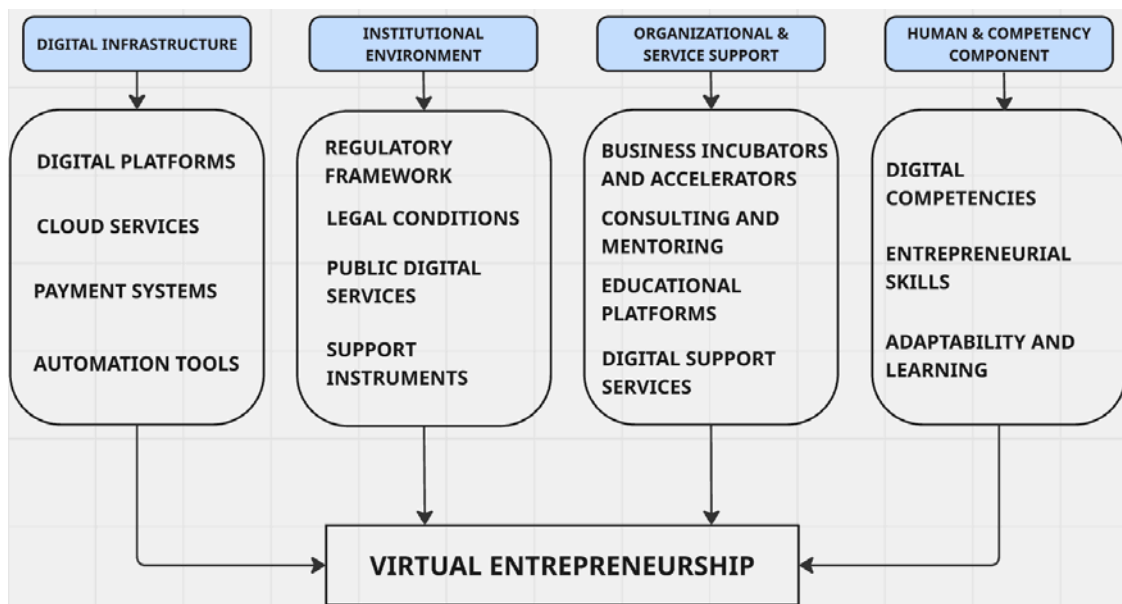 DIGITAL INFRASTRUCTURE
INSTITUTIONAL
ENVIRONMENT
ORGANIZATIONAL &
SERVICE SUPPORT
HUMAN & COMPETENCY
COMPONENT
DIGITAL PLATFORMS
CLOUD SERVICES
PAYMENT SYSTEMS
AUTOMATION TOOLS
REGULATORY
FRAMEWORK
LEGAL CONDITIONS
PUBLIC DIGITAL
SERVICES
SUPPORT
INSTRUMENTS
BUSINESS INCUBATORS
AND ACCELERATORS
CONSULTING AND
MENTORING
EDUCATIONAL
PLATFORMS
DIGITAL SUPPORT
SERVICES
DIGITAL
COMPETENCIES
ENTREPRENEURIAL
SKILLS
ADAPTABILITY AND
LEARNING
VIRTUAL ENTREPRENEURSHIP